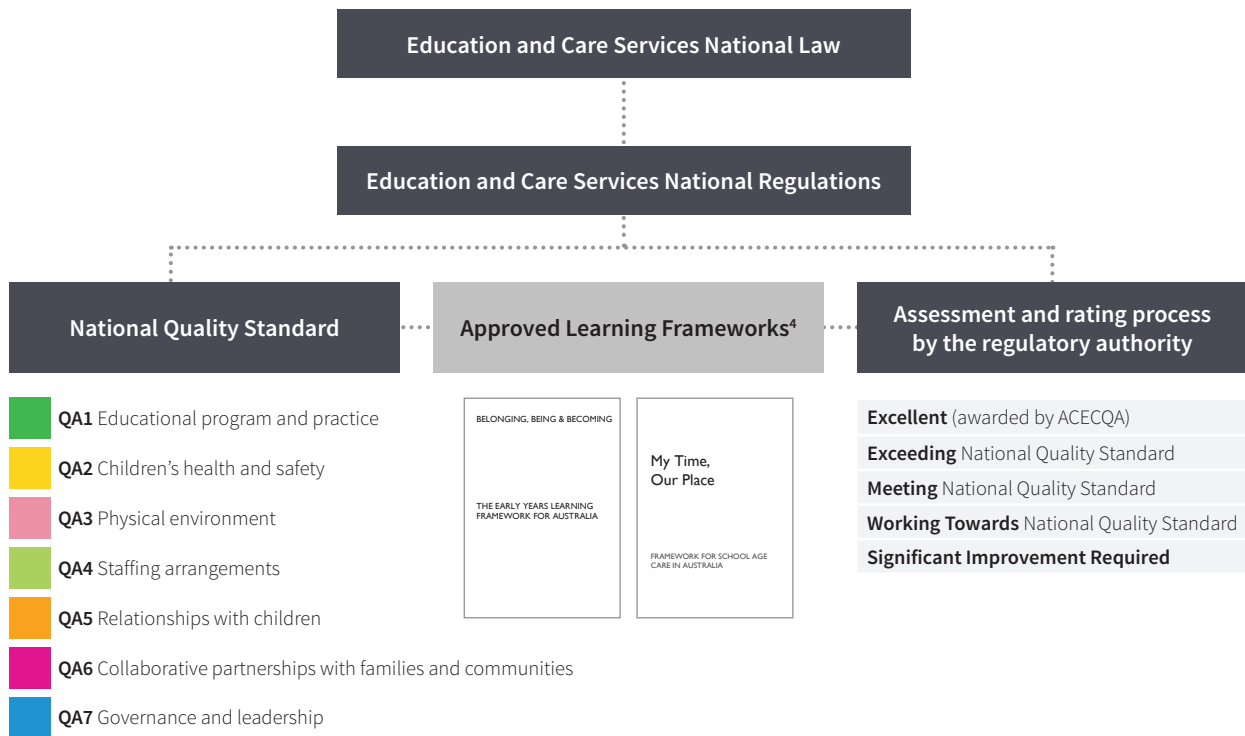 Education and Care Services National Law
Education and Care Services National Regulations
National Quality Standard
QA1 Educational program and practice
QA2 Children’s health and safety
QA3 Physical environment
QA4 Staffing arrangements
QA5 Relationships with children
QA6 Collaborative partnerships with families and communities
QA7 Governance and leadership
Approved Learning Frameworks4
BELONGING, BEING & BECOMING
THE EARLY YEARS LEARNING
FRAMEWORK FOR AUSTRALIA
My Time,
Our Place
FRAMEWORK FOR SCHOOL AGE
CARE IN AUSTRALIA
Assessment and rating process
by the regulatory authority
Excellent (awarded by ACECQA)
Exceeding National Quality Standard
Meeting National Quality Standard
Working Towards National Quality Standard
Significant Improvement Required